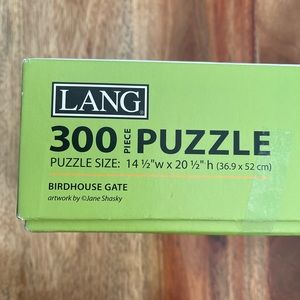 LANG
300 PIECE PUZZLE
PUZZLE SIZE: 14 ½"w x 20 ½" h (36.9 x 52 cm)
BIRDHOUSE GATE
artwork by ©Jane Shasky